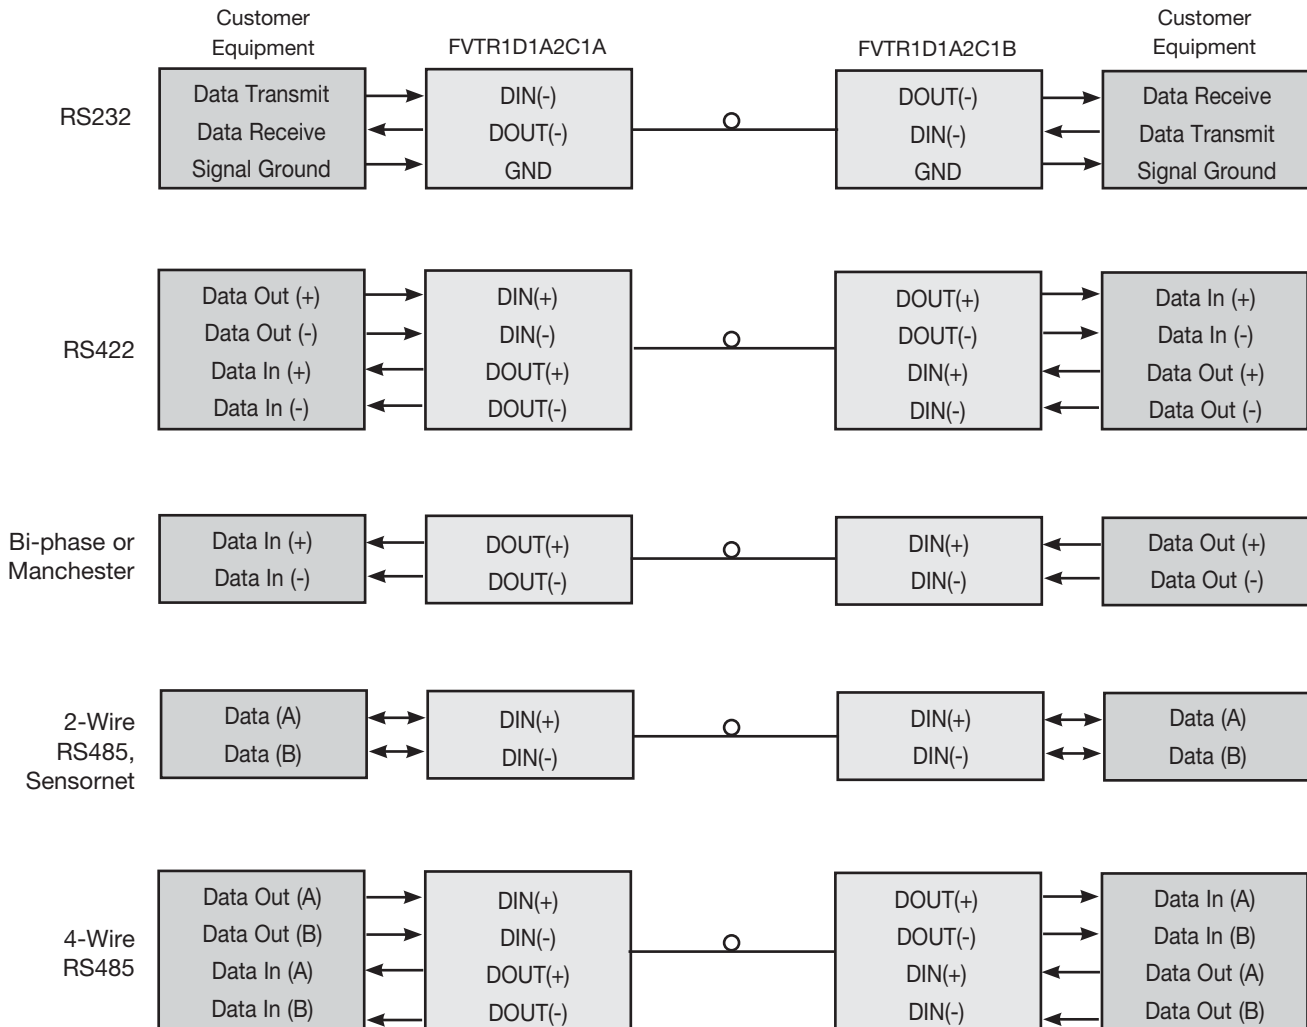 Customer
Equipment
FVTR1D1A2C1A
FVTR1D1A2C1B
Customer
Equipment
RS232
Data Transmit
Data Receive
Signal Ground
DIN(-)
DOUT(-)
GND
DOUT(-)
DIN(-)
GND
Data Receive
Data Transmit
Signal Ground
RS422
Data Out (+)
Data Out (-)
Data In (+)
Data In (-)
DIN(+)
DIN(-)
DOUT(+)
DOUT(-)
DOUT(+)
DOUT(-)
DIN(+)
DIN(-)
Data In (+)
Data In (-)
Data Out (+)
Data Out (-)
Bi-phase or
Manchester
Data In (+)
Data In (-)
DOUT(+)
DOUT(-)
DIN(+)
DIN(-)
Data Out (+)
Data Out (-)
2-Wire
RS485,
Sensornet
Data (A)
Data (B)
DIN(+)
DIN(-)
DIN(+)
DIN(-)
Data (A)
Data (B)
4-Wire
RS485
Data Out (A)
Data Out (B)
Data In (A)
Data In (B)
DIN(+)
DIN(-)
DOUT(+)
DOUT(-)
DOUT(+)
DOUT(-)
DIN(+)
DIN(-)
Data In (A)
Data In (B)
Data Out (A)
Data Out (B)